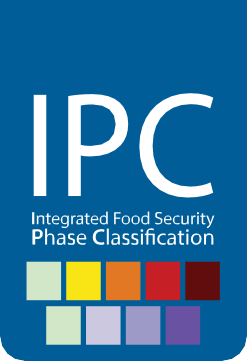 IPC
Integrated Food Security
Phase Classification